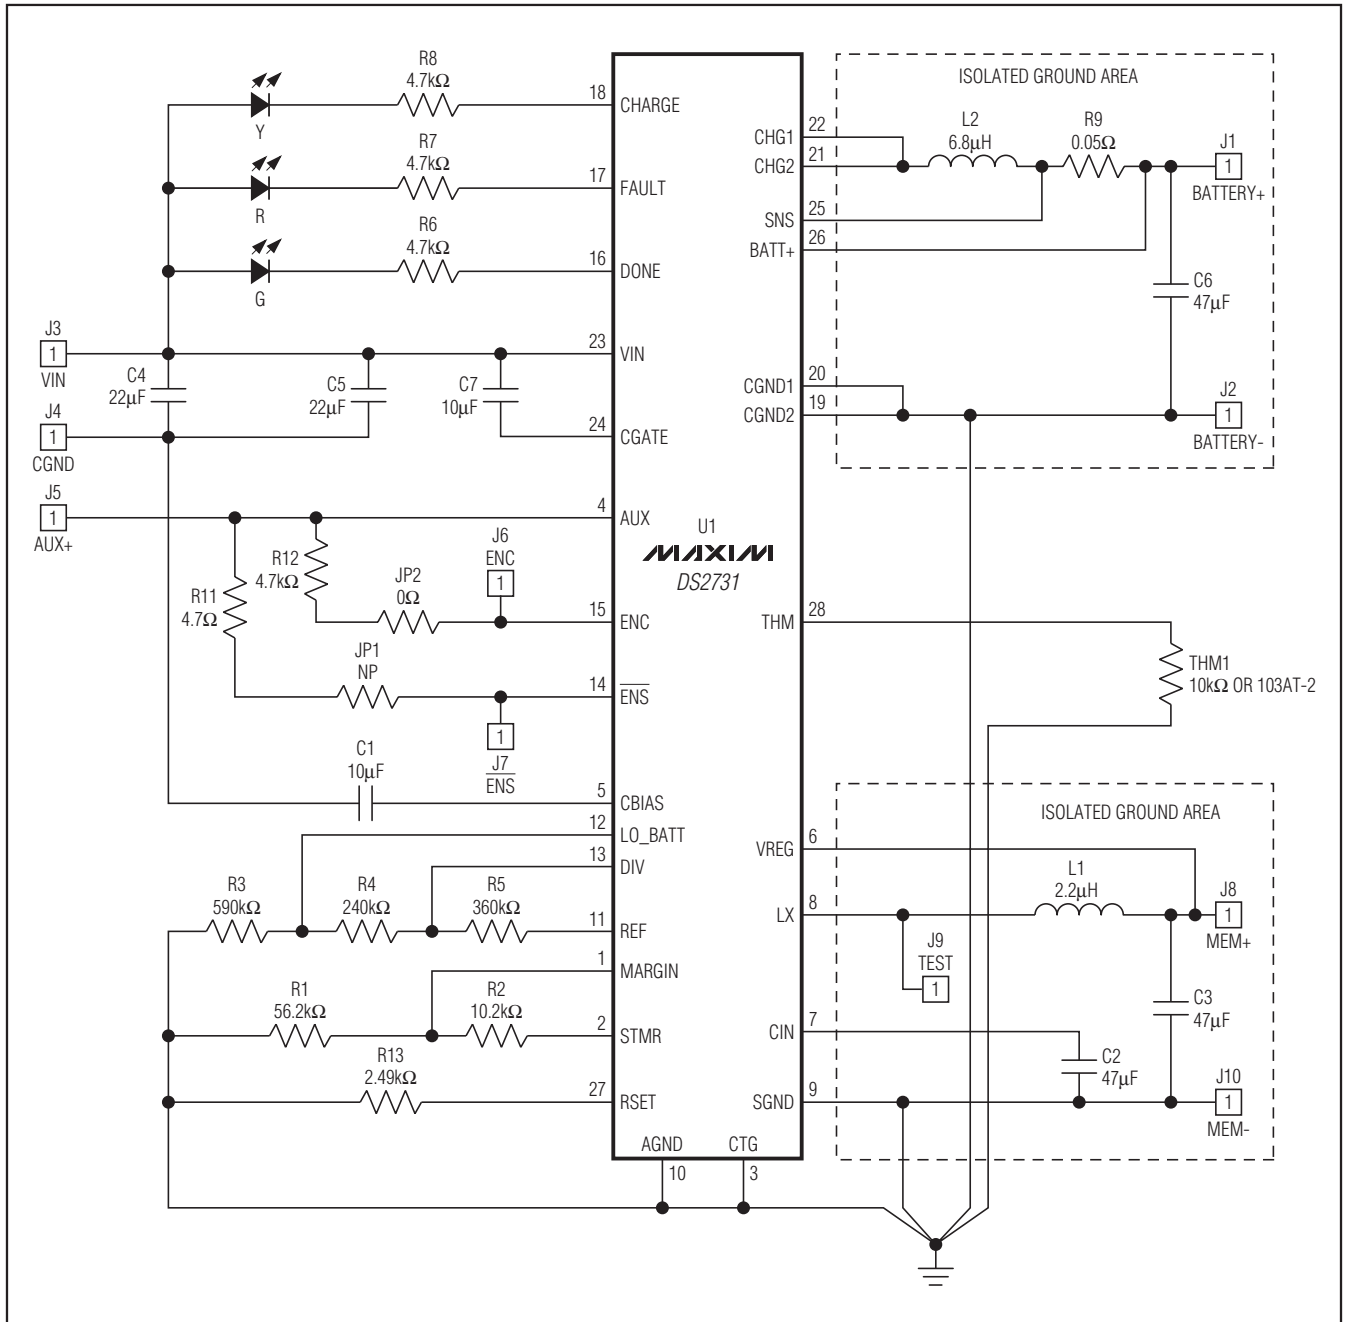 R8
4.7kΩ
Y
18
CHARGE
R7
4.7kΩ
R
17
FAULT
R6
4.7kΩ
G
16
DONE
J3
1
VIN
23
VIN
C4
22μF
C5
22μF
C7
10μF
J4
1
CGND
24
CGATE
J5
1
AUX+
4
AUX
R12
4.7kΩ
R11
4.7Ω
JP2
0Ω
J6
ENC
1
15
ENC
JP1
NP
14
ENS
1
J7
ENS
C1
10μF
5
CBIAS
12
LO_BATT
13
DIV
R3
590kΩ
R4
240kΩ
R5
360kΩ
11
REF
1
MARGIN
R1
56.2kΩ
R2
10.2kΩ
2
STMR
R13
2.49kΩ
27
RSET
AGND
10
CTG
3
U1
MAXIM
DS2731
ISOLATED GROUND AREA
CHG1
22
CHG2
21
L2
6.8μH
R9
0.05Ω
J1
1
BATTERY+
SNS
25
BATT+
26
C6
47μF
CGND1
20
CGND2
19
J2
1
BATTERY-
THM
28
THM1
10kΩ OR 103AT-2
ISOLATED GROUND AREA
VREG
6
L1
2.2μH
LX
8
J8
1
MEM+
J9
TEST
1
C3
47μF
CIN
7
C2
47μF
SGND
9
J10
1
MEM-